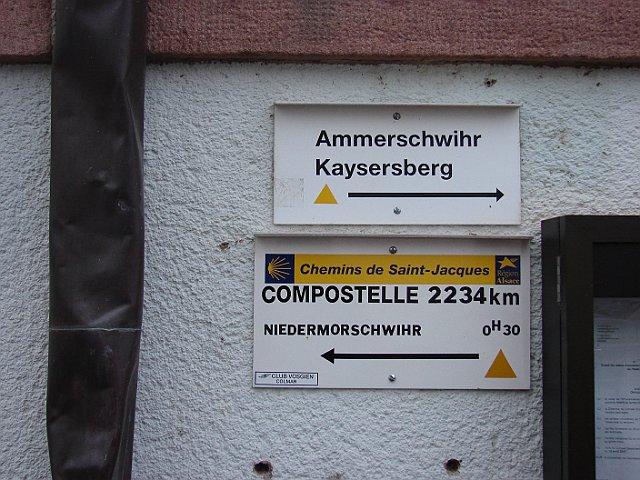 Ammerschwihr
Kaysersberg
Chemins de Saint-Jacques
Région
Alsace
COMPOSTELLE 2234km
NIEDERMORSCHWIHR 0H30
CLUB VOSGIEN
COLMAR